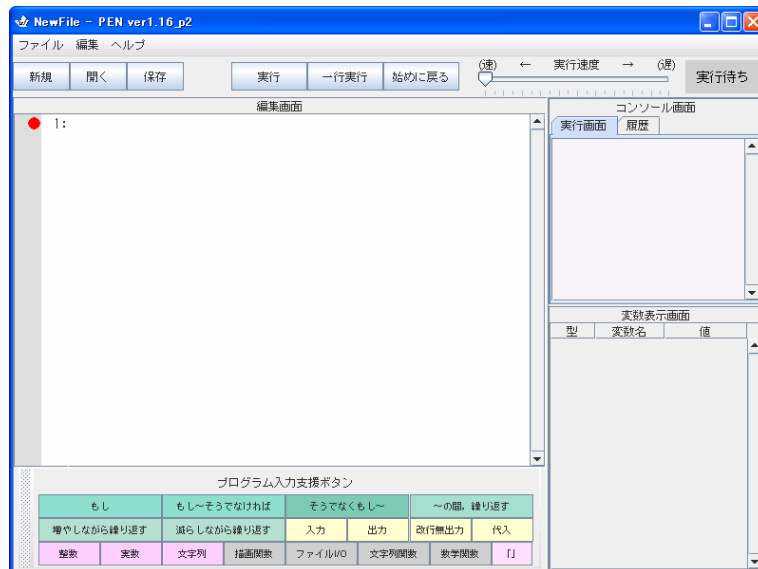 NewFile - PEN ver1.16_p2
ファイル 編集 ヘルプ
新規 開く 保存 実行 一行実行 始めに戻る (速) ← 実行速度 → (遅) 実行待ち
編集画面
コンソール画面
1:
実行画面 履歴
変数表示画面
型 変数名 値
プログラム入力支援ボタン
もし もし～そうでなければ そうでなくもし～ ～の間，繰り返す
増やしながら繰り返す 減らしながら繰り返す 入力 出力 改行無出力 代入
整数 実数 文字列 描画関数 ファイルI/O 文字列関数 数学関数 「」